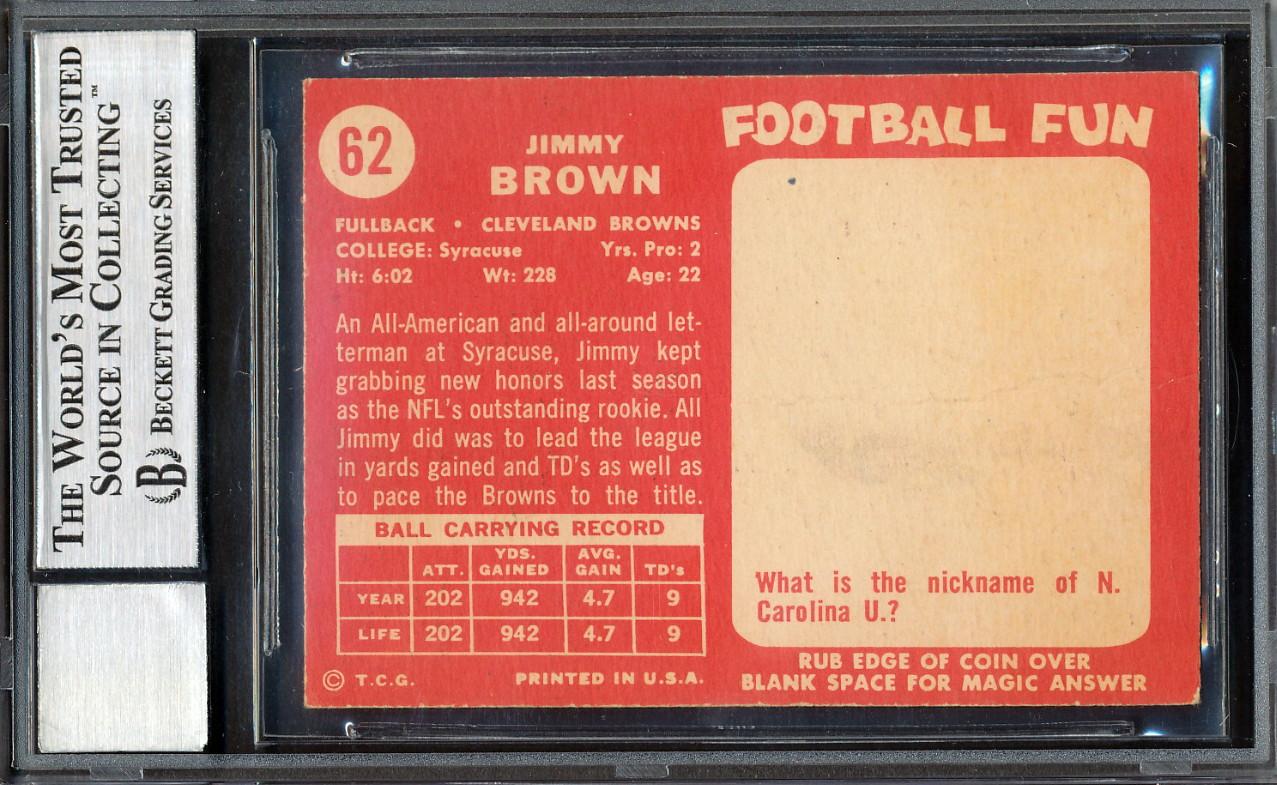 THE WORLD'S MOST TRUSTED
SOURCE IN COLLECTING™
B BECKETT GRADING SERVICES
62
JIMMY
BROWN
FULLBACK • CLEVELAND BROWNS
COLLEGE: Syracuse Yrs. Pro: 2
Ht: 6:02 Wt: 228 Age: 22
An All-American and all-around let-
terman at Syracuse, Jimmy kept
grabbing new honors last season
as the NFL's outstanding rookie. All
Jimmy did was to lead the league
in yards gained and TD's as well as
to pace the Browns to the title.
BALL CARRYING RECORD
ATT. YDS. GAINED AVG. GAIN TD's
YEAR 202 942 4.7 9
LIFE 202 942 4.7 9
© T.C.G. PRINTED IN U.S.A.
FOOTBALL FUN
What is the nickname of N.
Carolina U.?
RUB EDGE OF COIN OVER
BLANK SPACE FOR MAGIC ANSWER